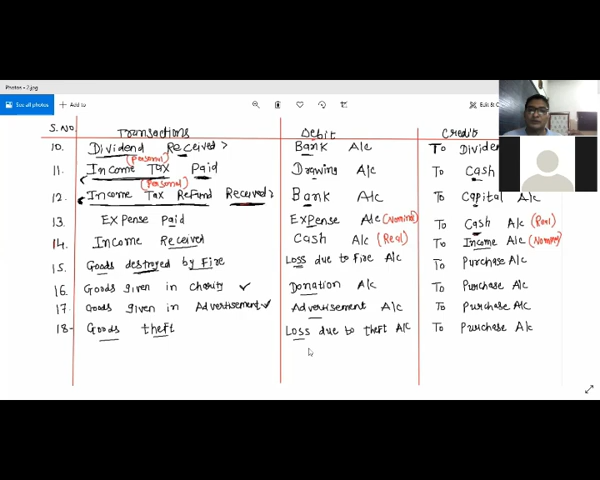 Photos - 2.jpg
See all photos + Add to Edit & C
S.No. Transactions Debit Credit
10. Dividend Received Bank A/c To Divide
(Personal)
11. Income Tax Paid Drawing A/c To Cash
(Personal)
12. Income Tax Refund Received Bank A/c To Capital A/c
13. Expense Paid Expense A/c (Nominal) To Cash A/c (Real)
14. Income Received Cash A/c (Real) To Income A/c (Nominal)
15. Goods destroyed by Fire Loss due to Fire A/c To Purchase A/c
16. Goods given in charity ✓ Donation A/c To Purchase A/c
17. Goods given in Advertisement ✓ Advertisement A/c To Purchase A/c
18- Goods theft Loss due to theft A/c To Purchase A/c